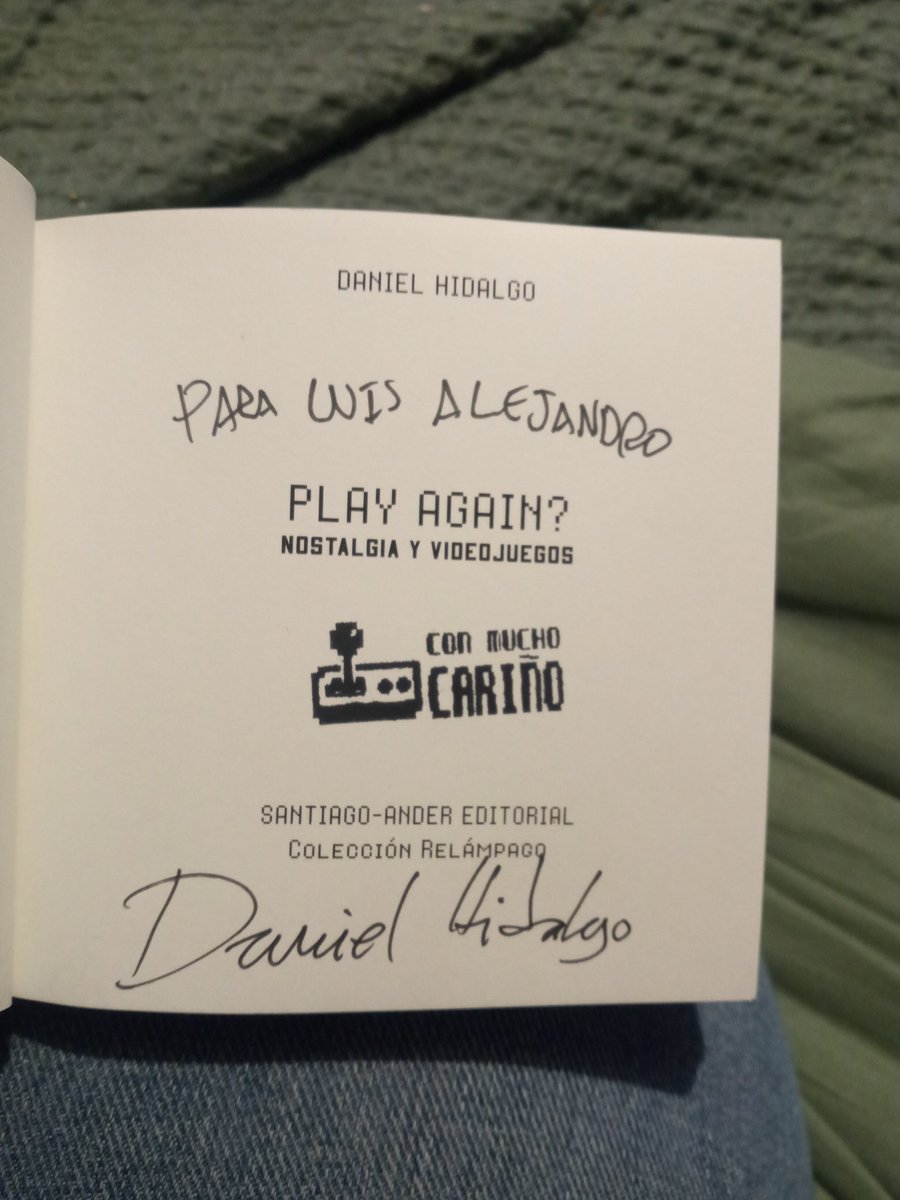 DANIEL HIDALGO
PARA LUIS ALEJANDRO
PLAY AGAIN?
NOSTALGIA Y VIDEOJUEGOS
CON MUCHO
CARIÑO
SANTIAGO-ANDER EDITORIAL
COLECCIÓN RELÁMPAGO
Daniel Hidalgo